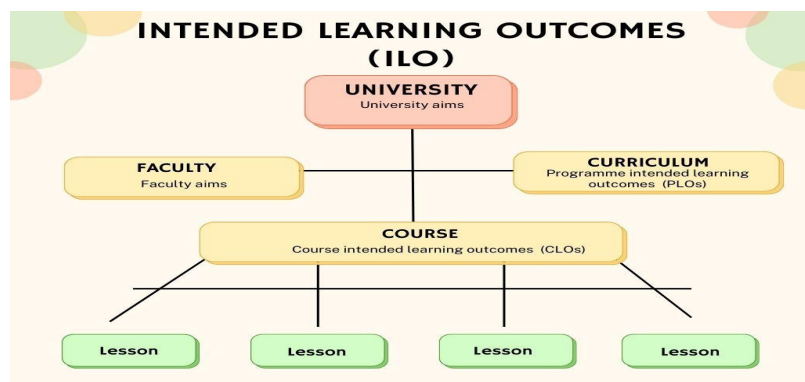 INTENDED LEARNING OUTCOMES
(ILO)
UNIVERSITY
University aims
FACULTY
Faculty aims
CURRICULUM
Programme intended learning
outcomes (PLOs)
COURSE
Course intended learning outcomes (CLOs)
Lesson
Lesson
Lesson
Lesson